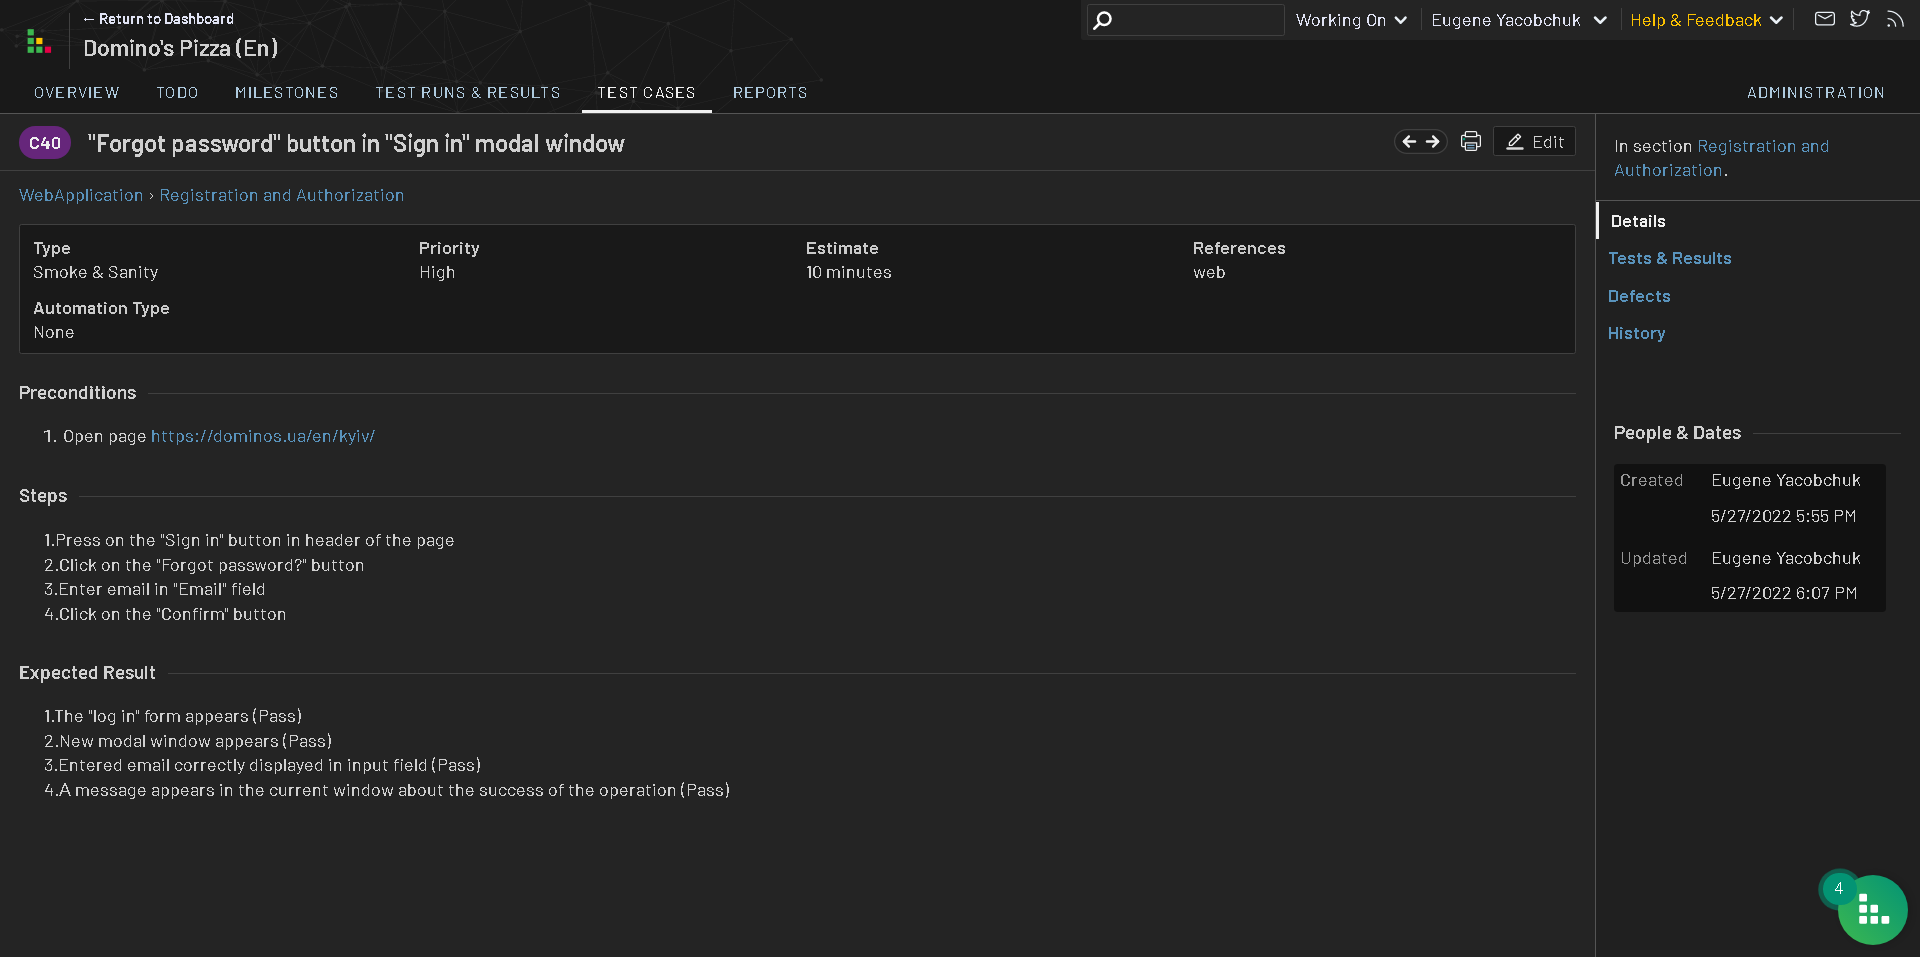 ← Return to Dashboard
Domino's Pizza (En)
Working On
Eugene Yacobchuk
Help & Feedback
OVERVIEW
TODO
MILESTONES
TEST RUNS & RESULTS
TEST CASES
REPORTS
ADMINISTRATION
C40
"Forgot password" button in "Sign in" modal window
Edit
WebApplication › Registration and Authorization
Type
Smoke & Sanity
Priority
High
Estimate
10 minutes
References
web
Automation Type
None
Preconditions
1. Open page https://dominos.ua/en/kyiv/
Steps
1.Press on the "Sign in" button in header of the page
2.Click on the "Forgot password?" button
3.Enter email in "Email" field
4.Click on the "Confirm" button
Expected Result
1.The "log in" form appears (Pass)
2.New modal window appears (Pass)
3.Entered email correctly displayed in input field (Pass)
4.A message appears in the current window about the success of the operation (Pass)
In section Registration and
Authorization.
Details
Tests & Results
Defects
History
People & Dates
Created
Eugene Yacobchuk
5/27/2022 5:55 PM
Updated
Eugene Yacobchuk
5/27/2022 6:07 PM
4